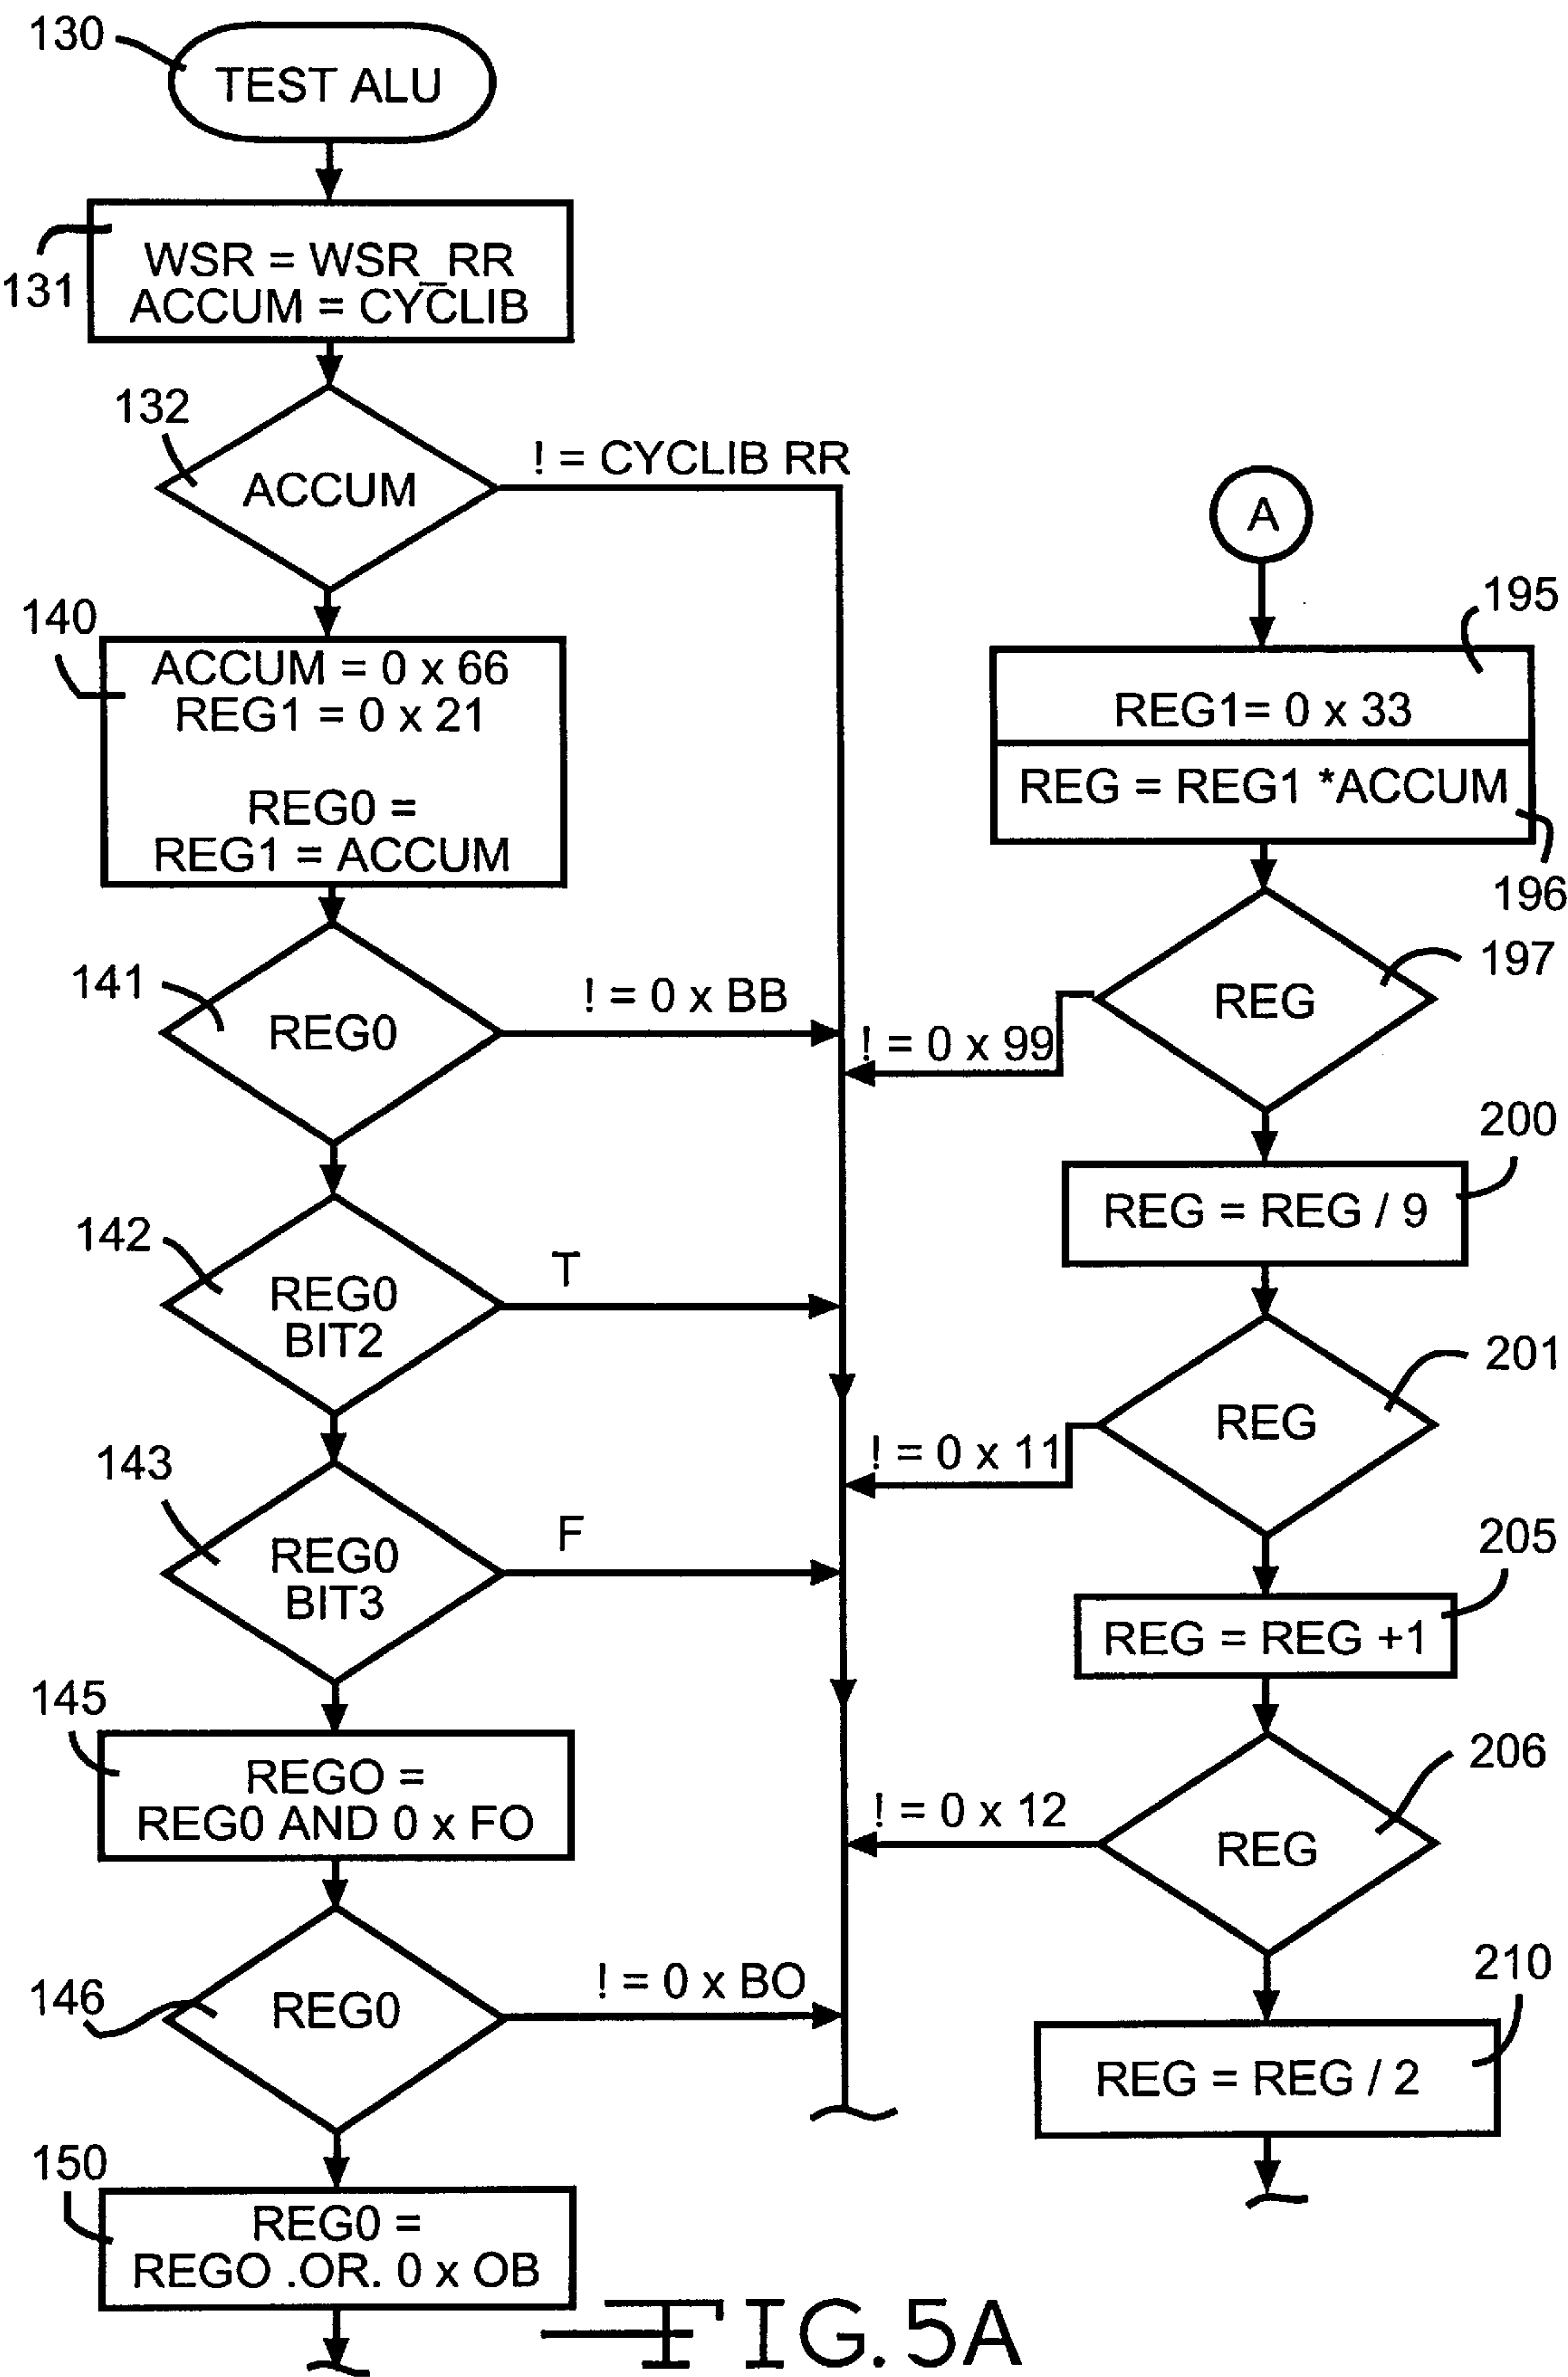 130
TEST ALU
131
WSR = WSR_RR
ACCUM = CYCLIB
132
ACCUM
! = CYCLIB RR
140
ACCUM = 0 x 66
REG1 = 0 x 21
REG0 =
REG1 = ACCUM
141
REG0
! = 0 x BB
142
REG0
BIT2
T
143
REG0
BIT3
F
145
REGO =
REG0 AND 0 x FO
146
REG0
! = 0 x BO
150
REG0 =
REGO .OR. 0 x OB
A
195
REG1= 0 x 33
REG = REG1 *ACCUM
196
197
REG
! = 0 x 99
200
REG = REG / 9
201
REG
! = 0 x 11
205
REG = REG +1
206
REG
! = 0 x 12
210
REG = REG / 2
FIG. 5A